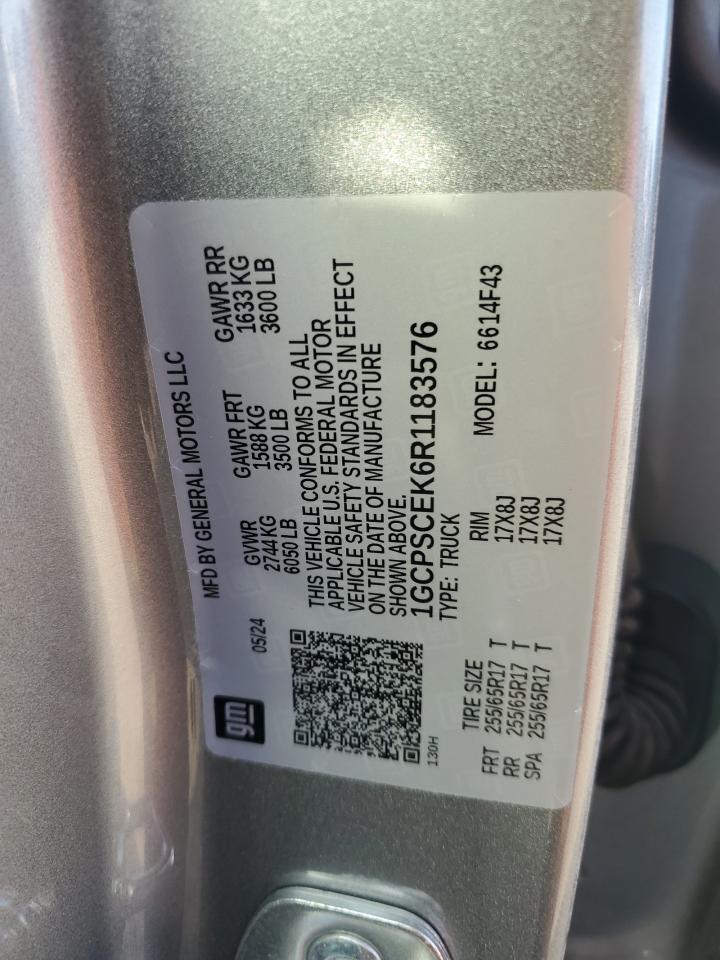 MFD BY GENERAL MOTORS LLC
gm
05/24
GVWR GAWR FRT GAWR RR
2744KG 1588 KG 1633 KG
6050 LB 3500 LB 3600 LB
THIS VEHICLE CONFORMS TO ALL
APPLICABLE U.S. FEDERAL MOTOR
VEHICLE SAFETY STANDARDS IN EFFECT
ON THE DATE OF MANUFACTURE
SHOWN ABOVE.
1GCPSCEK6R1183576
TYPE: TRUCK
130H
MODEL: 6614F43
TIRE SIZE RIM
FRT 255/65R17 T 17X8J
RR 255/65R17 T 17X8J
SPA 255/65R17 T 17X8J